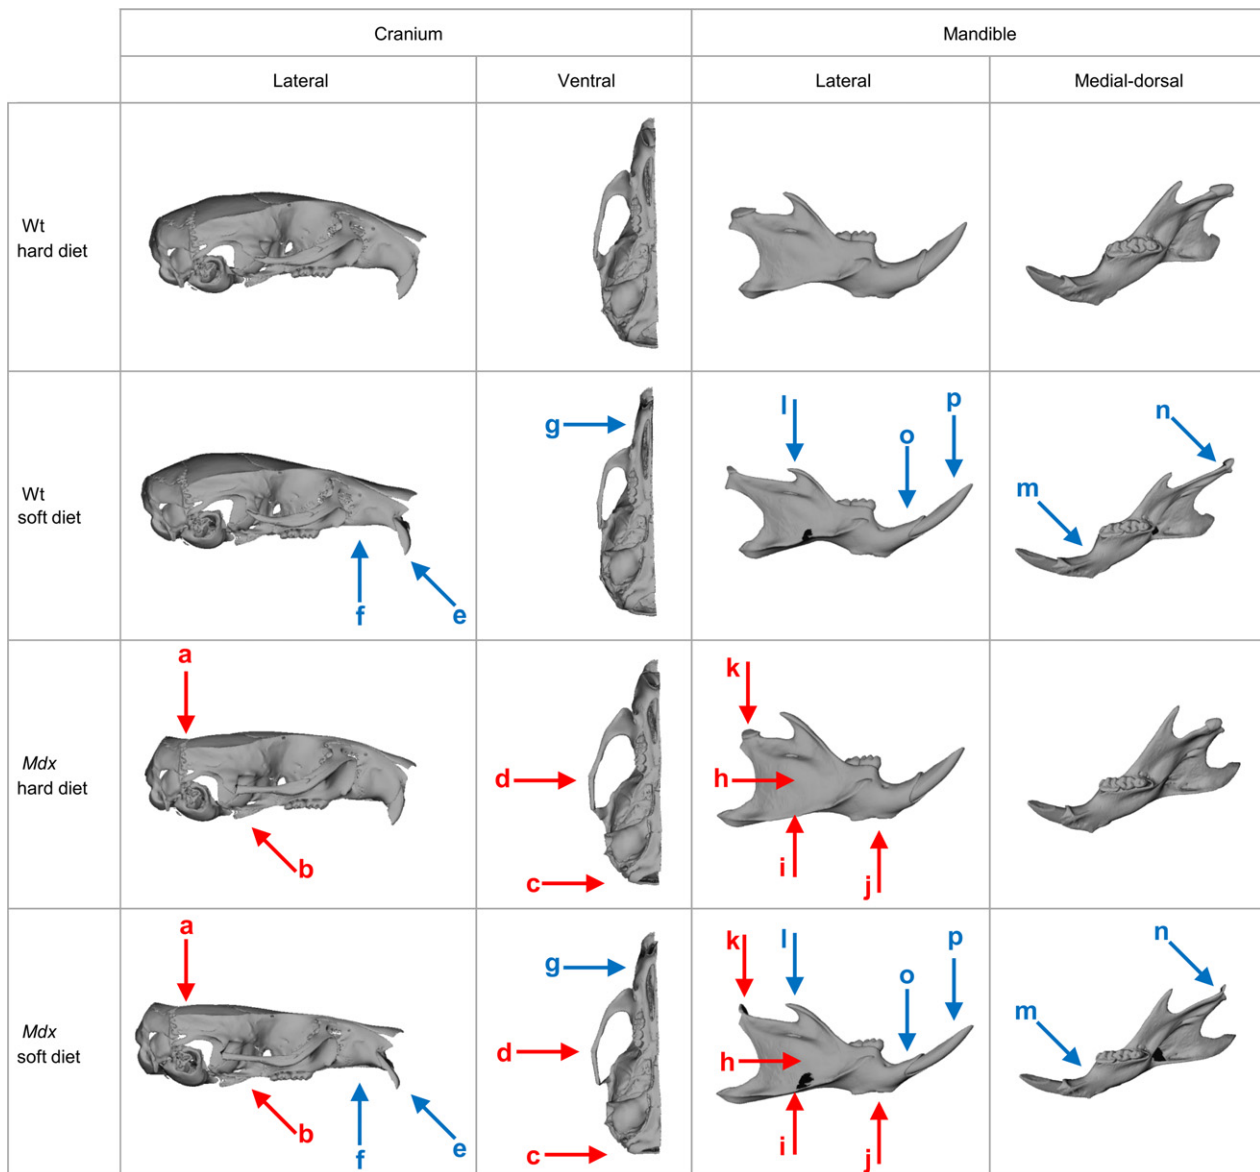 Cranium Mandible
Lateral Ventral Lateral Medial-dorsal
Wt
hard diet
Wt
soft diet
g l o p n m
f e
Mdx
hard diet
a k
d h
b c i j
Mdx
soft diet
a g k l o p n
d h m
b f e c i j